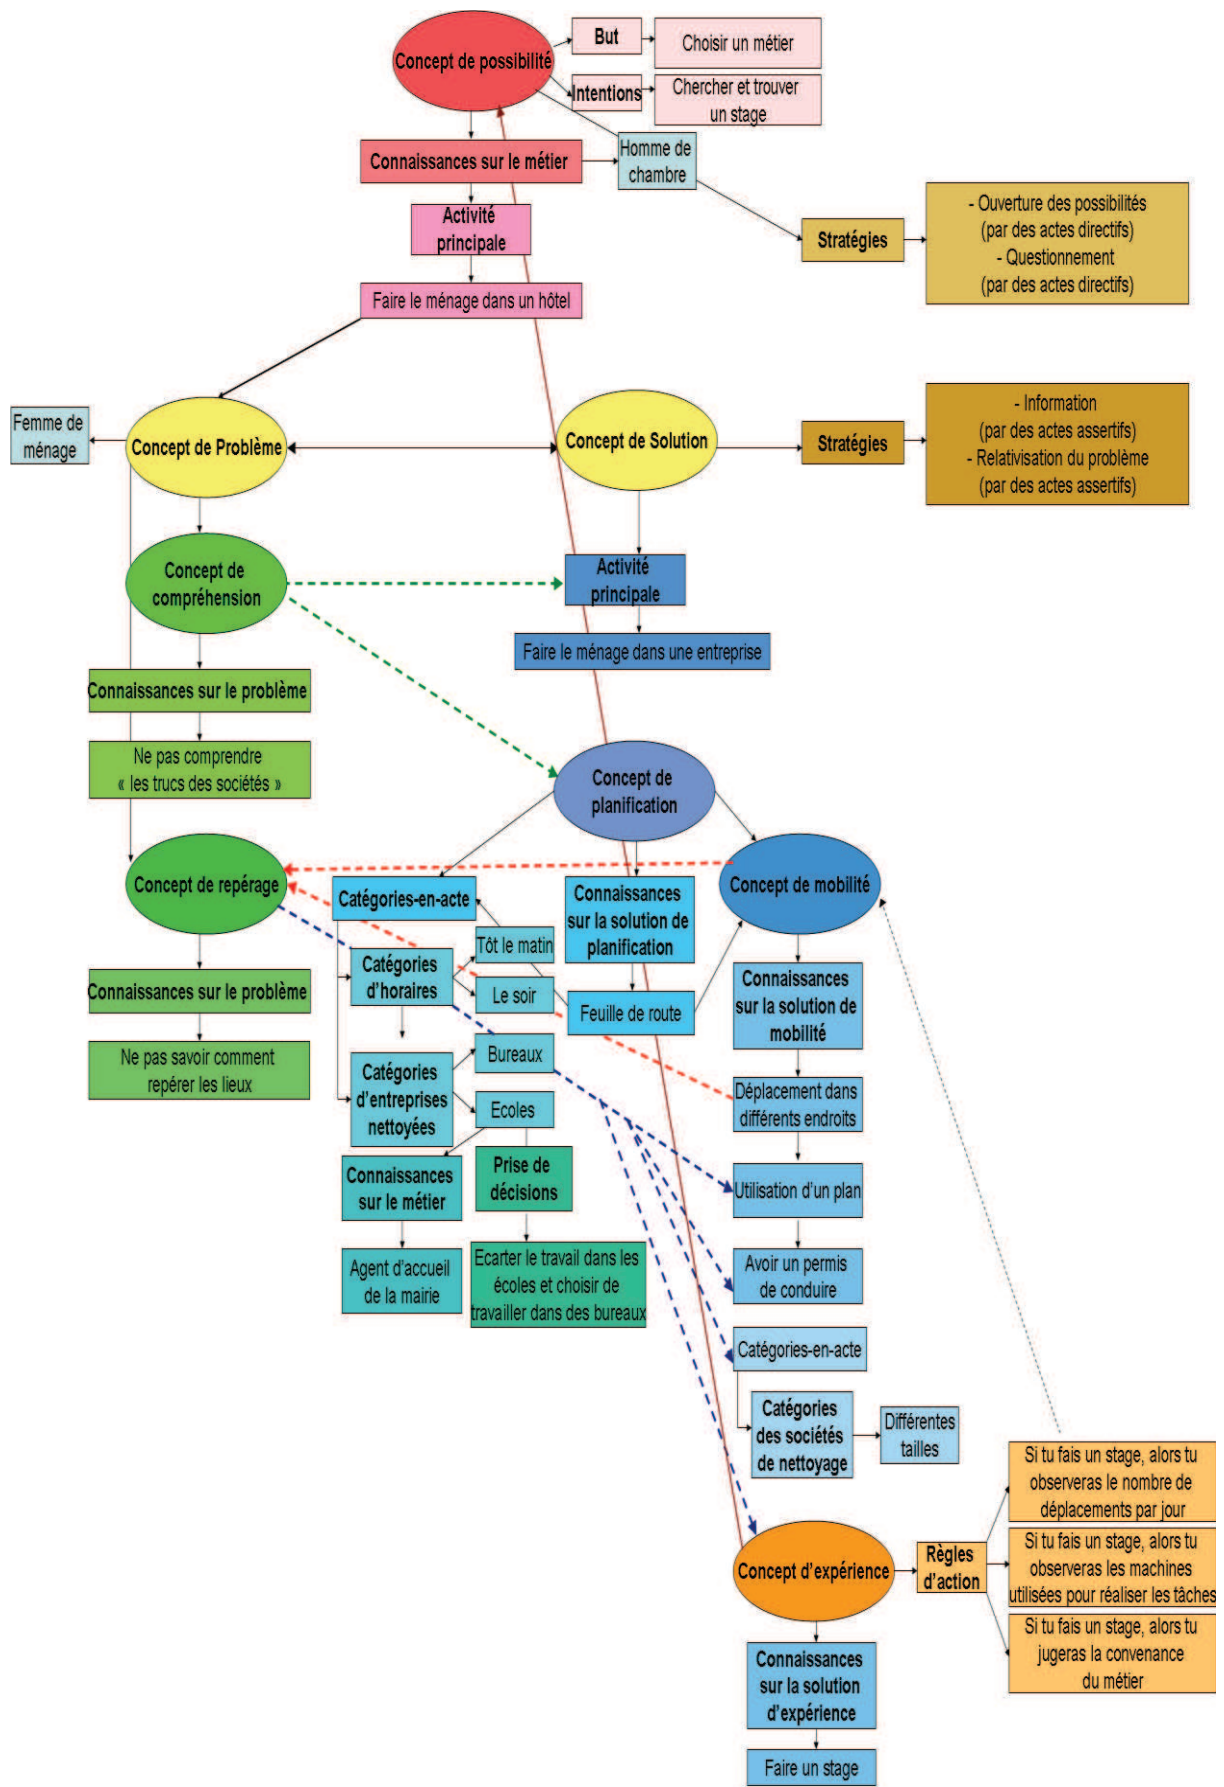 But
Choisir un métier
Concept de possibilité
Intentions
Chercher et trouver
un stage
Connaissances sur le métier
Homme de
chambre
Activité
principale
Stratégies
- Ouverture des possibilités
(par des actes directifs)
- Questionnement
(par des actes directifs)
Faire le ménage dans un hôtel
Femme de
ménage
Concept de Problème
Concept de Solution
Stratégies
- Information
(par des actes assertifs)
- Relativisation du problème
(par des actes assertifs)
Concept de
compréhension
Activité
principale
Faire le ménage dans une entreprise
Connaissances sur le problème
Ne pas comprendre
« les trucs des sociétés »
Concept de
planification
Concept de repérage
Catégories-en-acte
Connaissances
sur la solution de
planification
Concept de mobilité
Tôt le matin
Catégories
d'horaires
Le soir
Feuille de route
Connaissances
sur la solution de
mobilité
Connaissances sur le problème
Ne pas savoir comment
repérer les lieux
Bureaux
Catégories
d'entreprises
nettoyées
Ecoles
Déplacement dans
différents endroits
Connaissances
sur le métier
Prise de
décisions
Utilisation d'un plan
Agent d'accueil
de la mairie
Ecarter le travail dans les
écoles et choisir de
travailler dans des bureaux
Avoir un permis
de conduire
Catégories-en-acte
Catégories
des sociétés
de nettoyage
Différentes
tailles
Concept d'expérience
Règles
d'action
Si tu fais un stage, alors tu
observeras le nombre de
déplacements par jour
Si tu fais un stage, alors tu
observeras les machines
utilisées pour réaliser les tâches
Si tu fais un stage, alors tu
jugeras la convenance
du métier
Connaissances
sur la solution
d'expérience
Faire un stage